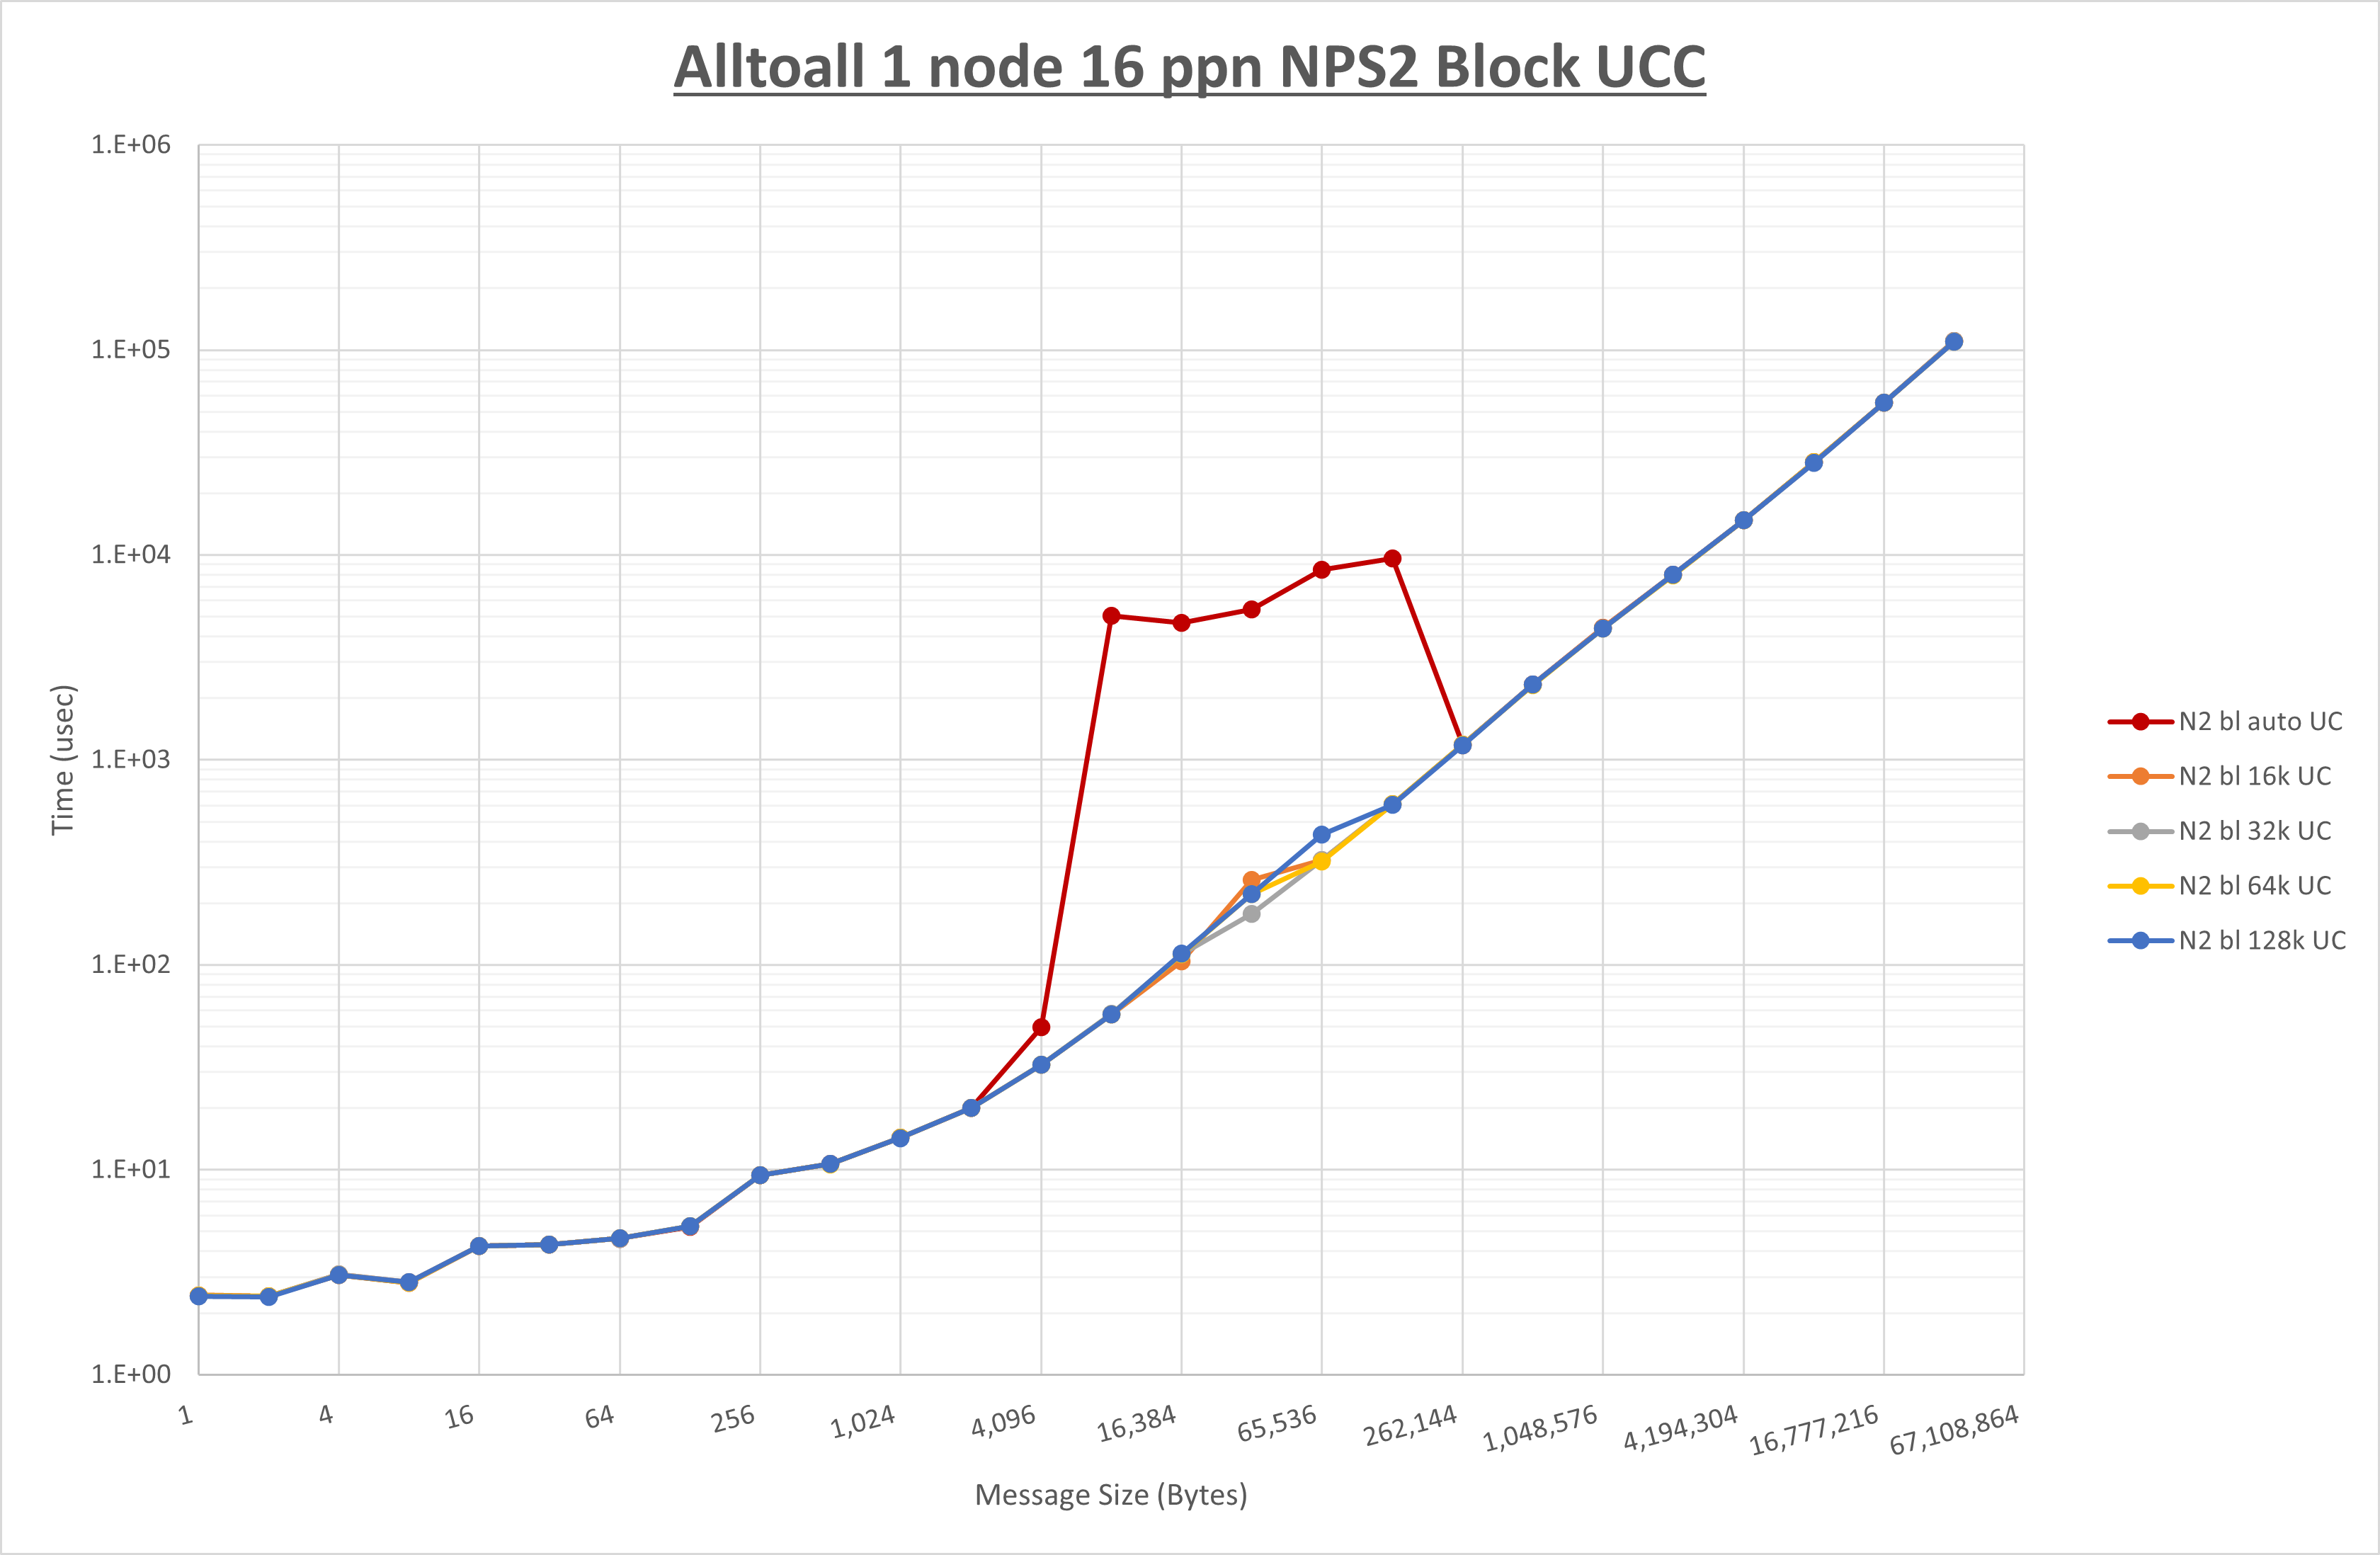 Alltoall 1 node 16 ppn NPS2 Block UCC
1.E+06
1.E+05
1.E+04
1.E+03
1.E+02
1.E+01
1.E+00
Time (usec)
1 4 16 64 256 1,024 4,096 16,384 65,536 262,144 1,048,576 4,194,304 16,777,216 67,108,864
Message Size (Bytes)
N2 bl auto UC
N2 bl 16k UC
N2 bl 32k UC
N2 bl 64k UC
N2 bl 128k UC